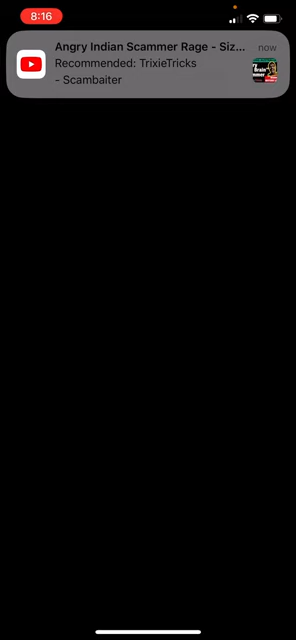 8:16
Angry Indian Scammer Rage - Siz... now
Recommended: TrixieTricks
- Scambaiter